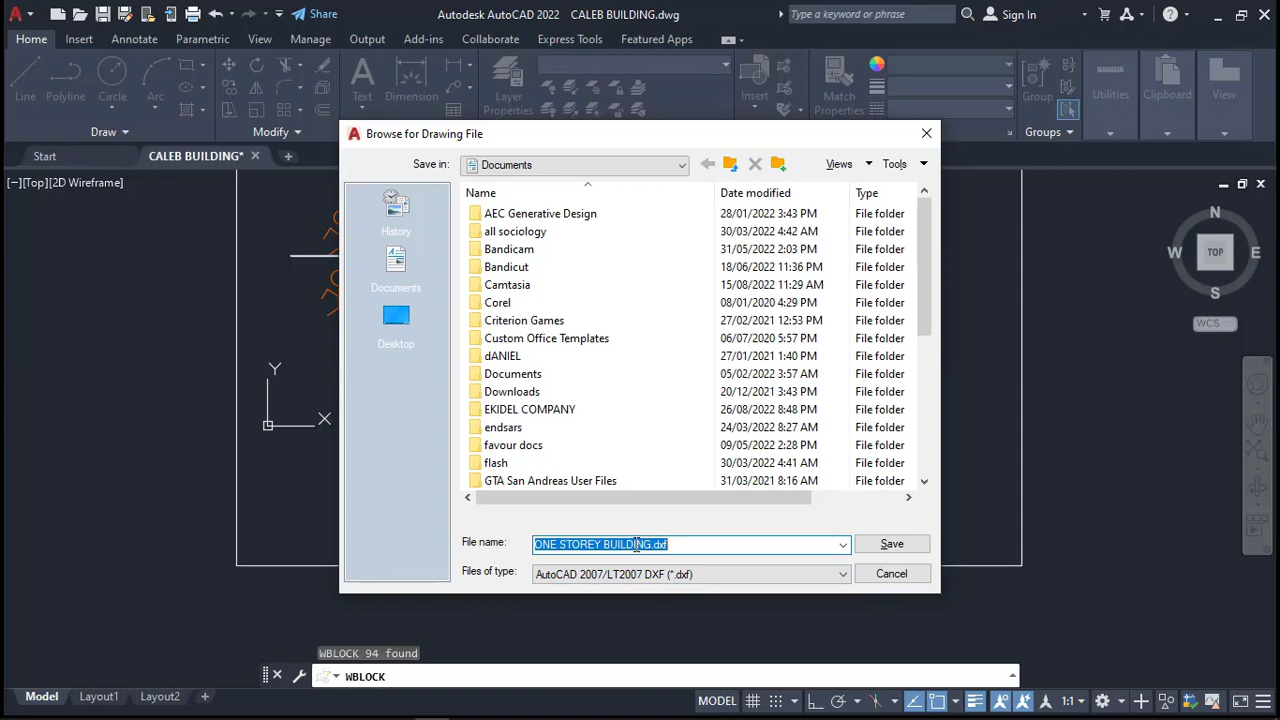 Share
Autodesk AutoCAD 2022 CALEB BUILDING.dwg
Type a keyword or phrase
Sign In
Home Insert Annotate Parametric View Manage Output Add-ins Collaborate Express Tools Featured Apps
Line Polyline Circle Arc Text Dimension Layer Properties Insert Match Properties Group Utilities Clipboard View
Draw Modify Groups
Start CALEB BUILDING*
[−][Top][2D Wireframe]
Browse for Drawing File
Save in: Documents Views Tools
Name Date modified Type
AEC Generative Design 28/01/2022 3:43 PM File folder
all sociology 30/03/2022 4:42 AM File folder
Bandicam 31/05/2022 2:03 PM File folder
Bandicut 18/06/2022 11:36 PM File folder
Camtasia 15/08/2022 11:29 AM File folder
Corel 08/01/2020 4:29 PM File folder
Criterion Games 27/02/2021 12:53 PM File folder
Custom Office Templates 06/07/2020 5:57 PM File folder
dANIEL 27/01/2021 1:40 PM File folder
Documents 05/02/2022 3:57 AM File folder
Downloads 20/12/2021 3:43 PM File folder
EKIDEL COMPANY 26/08/2022 8:48 PM File folder
endsars 24/03/2022 8:27 AM File folder
favour docs 09/05/2022 2:28 PM File folder
flash 30/03/2022 4:41 AM File folder
GTA San Andreas User Files 31/03/2021 8:16 AM File folder
History
Documents
Desktop
File name: ONE STOREY BUILDING.dxf Save
Files of type: AutoCAD 2007/LT2007 DXF (*.dxf) Cancel
N
W TOP E
S
WCS
Y
X
WBLOCK 94 found
WBLOCK
Model Layout1 Layout2 +
MODEL 1:1